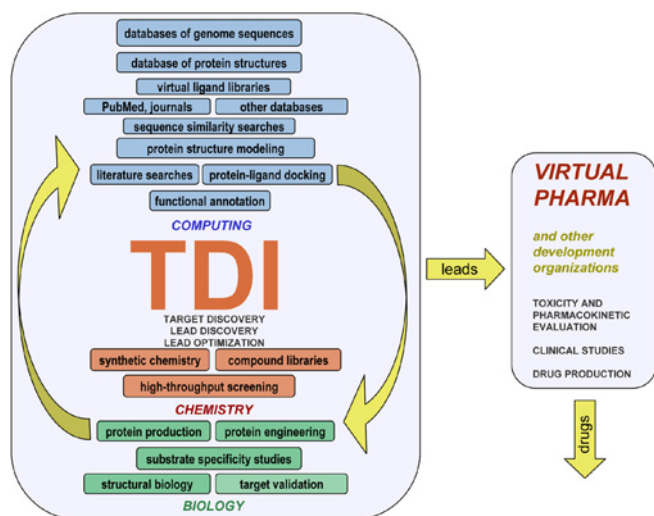 databases of genome sequences
database of protein structures
virtual ligand libraries
PubMed, journals
other databases
sequence similarity searches
protein structure modeling
literature searches
protein-ligand docking
functional annotation
COMPUTING
TDI
TARGET DISCOVERY
LEAD DISCOVERY
LEAD OPTIMIZATION
synthetic chemistry
compound libraries
high-throughput screening
CHEMISTRY
protein production
protein engineering
substrate specificity studies
structural biology
target validation
BIOLOGY
leads
VIRTUAL
PHARMA
and other
development
organizations
TOXICITY AND
PHARMACOKINETIC
EVALUATION
CLINICAL STUDIES
DRUG PRODUCTION
drugs